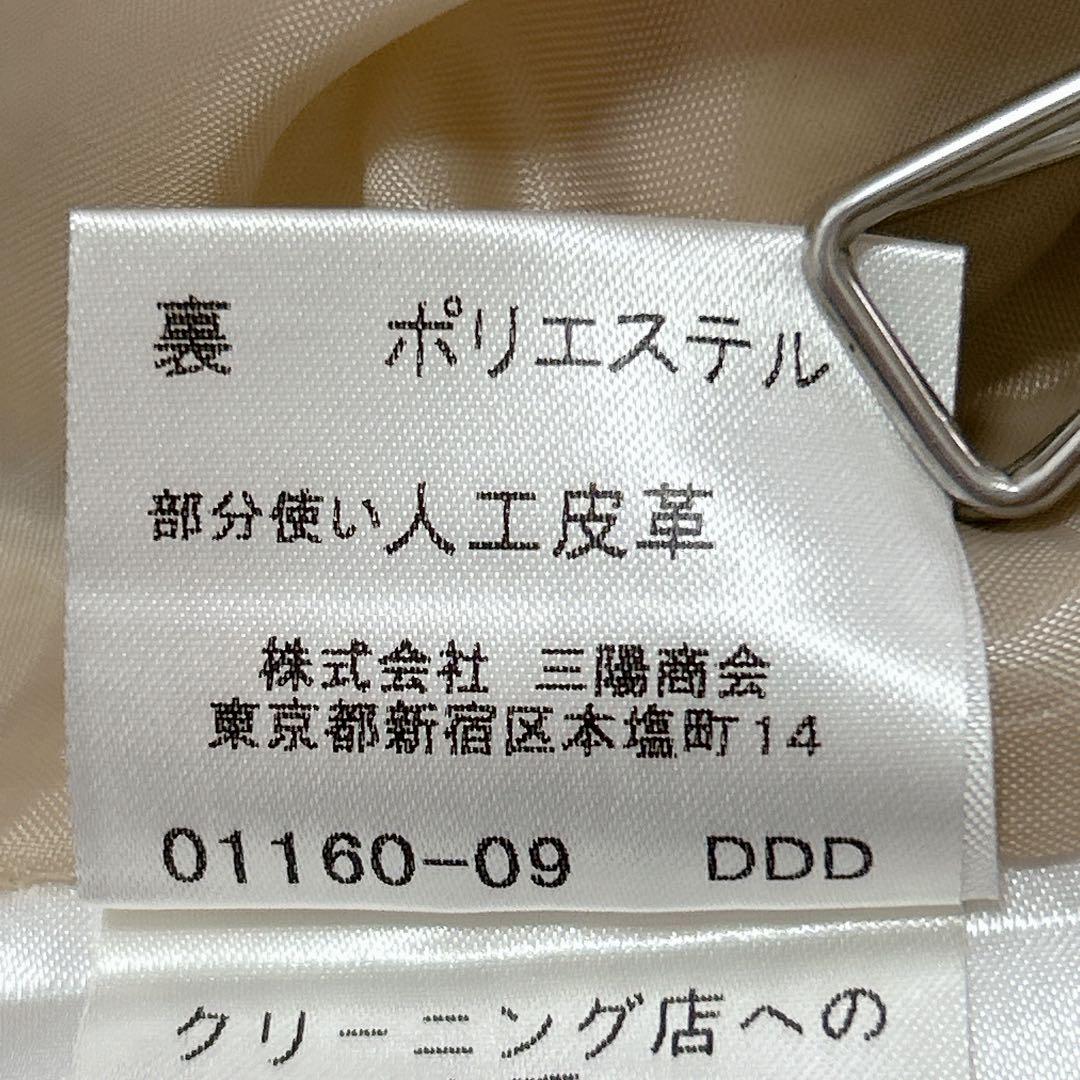 裏 ポリエステル
部分使い人工皮革
株式会社 三陽商会
東京都新宿区本塩町14
01160-09 DDD
クリーニング店への